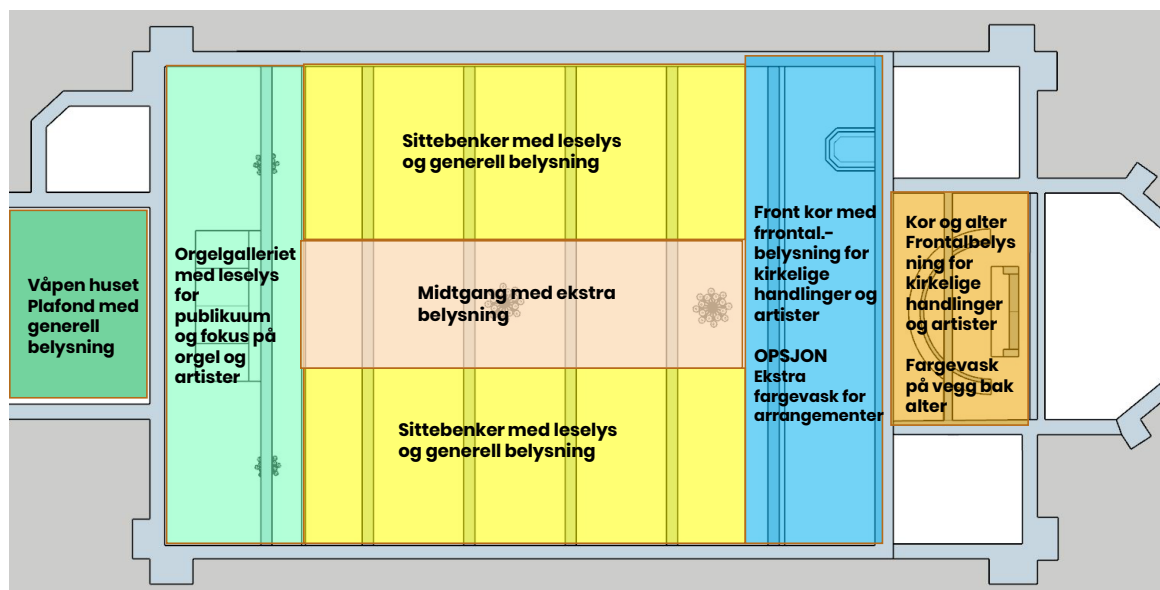 Våpen huset
Plafond med
generell
belysning
Orgelgalleriet
med leselys
for
publikuum
og fokus på
orgel og
artister
Sittebenker med leselys
og generell belysning
Midtgang med ekstra
belysning
Sittebenker med leselys
og generell belysning
Front kor med
frrontal.-
belysning for
kirkelige
handlinger og
artister
OPSJON
Ekstra
fargevask for
arrangementer
Kor og alter
Frontalbelys
ning for
kirkelige
handlinger
og artister
Fargevask
på vegg bak
alter